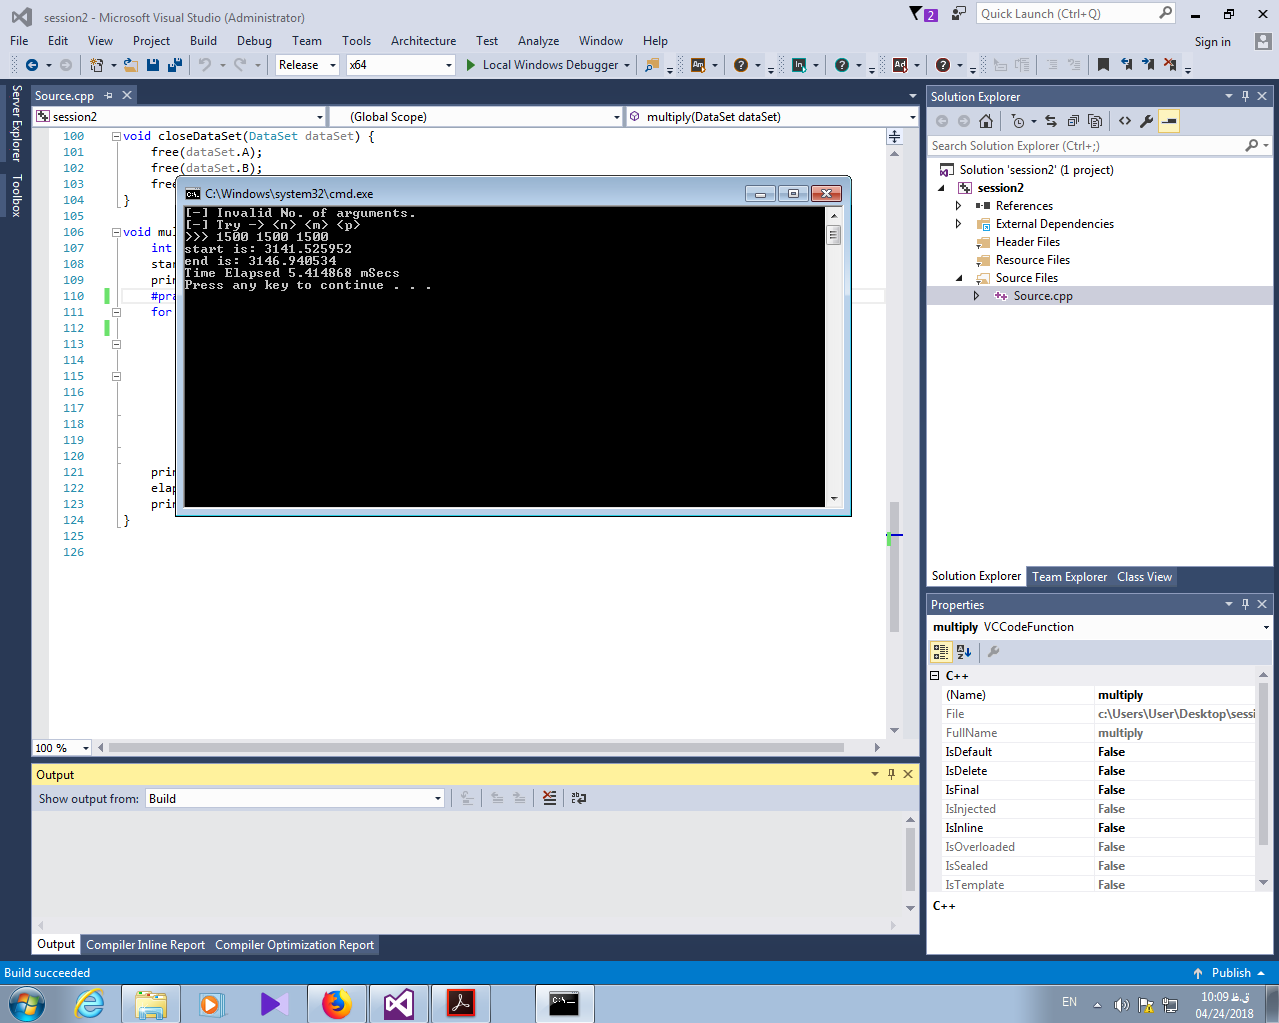 session2 - Microsoft Visual Studio (Administrator)
2
Quick Launch (Ctrl+Q)
File Edit View Project Build Debug Team Tools Architecture Test Analyze Window Help
Sign in
Release x64 Local Windows Debugger
Server Explorer
Toolbox
Source.cpp
session2 (Global Scope) multiply(DataSet dataSet)
100 void closeDataSet(DataSet dataSet) {
101 free(dataSet.A);
102 free(dataSet.B);
103 free
104 }
105
106 void mul
107 int
108 star
109 prin
110 #pra
111 for
112
113
114
115
116
117
118
119
120
121 prin
122 elap
123 prin
124 }
125
126
C:\Windows\system32\cmd.exe
[-] Invalid No. of arguments.
[-] Try -> <n> <m> <p>
>>> 1500 1500 1500
start is: 3141.525952
end is: 3146.940534
Time Elapsed 5.414868 mSecs
Press any key to continue . . .
100 %
Output
Show output from: Build
Output Compiler Inline Report Compiler Optimization Report
Solution Explorer
Search Solution Explorer (Ctrl+;)
Solution 'session2' (1 project)
session2
References
External Dependencies
Header Files
Resource Files
Source Files
Source.cpp
Solution Explorer Team Explorer Class View
Properties
multiply VCCodeFunction
C++
(Name) multiply
File c:\Users\User\Desktop\sessi
FullName multiply
IsDefault False
IsDelete False
IsFinal False
IsInjected False
IsInline False
IsOverloaded False
IsSealed False
IsTemplate False
C++
Build succeeded
Publish
EN
10:09 ق.ظ
04/24/2018